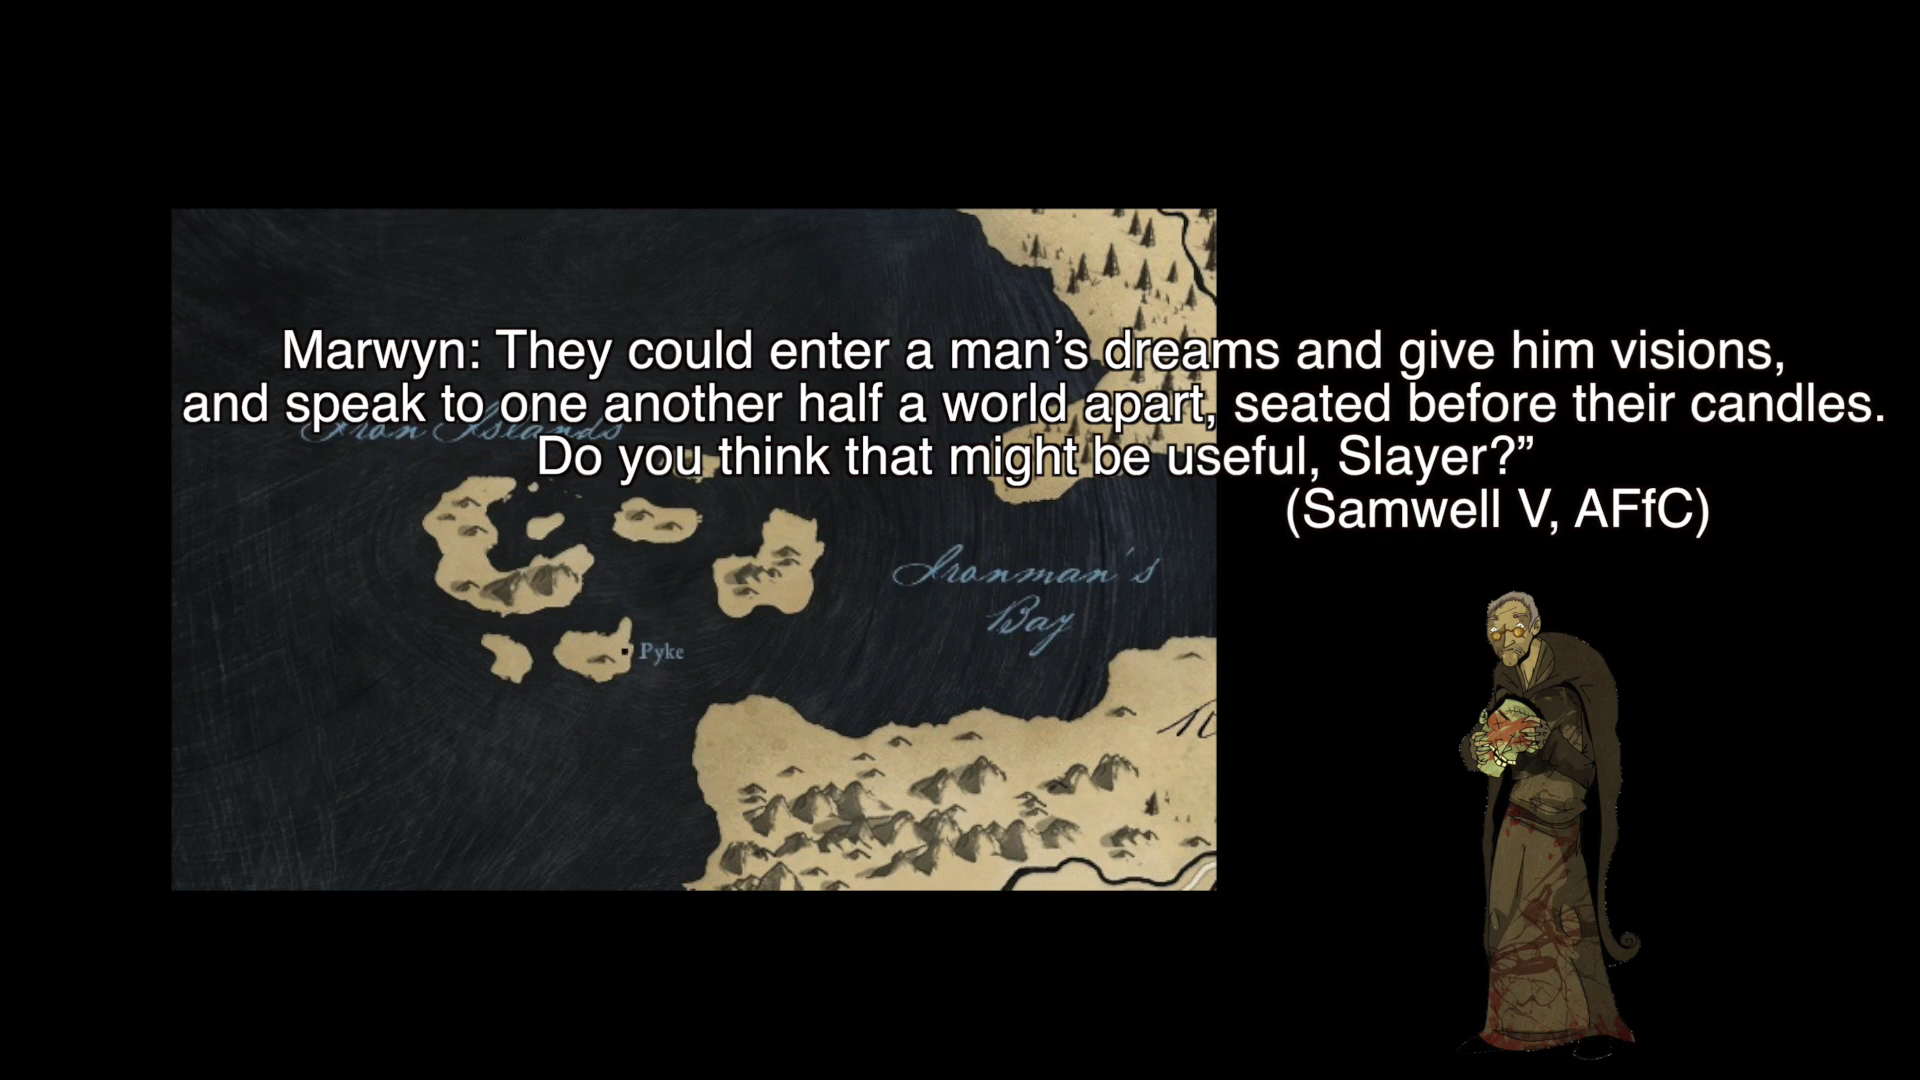 Marwyn: They could enter a man’s dreams and give him visions,
and speak to one another half a world apart, seated before their candles.
Iron Islands
Do you think that might be useful, Slayer?”
(Samwell V, AFfC)
Ironman's
Bay
Pyke